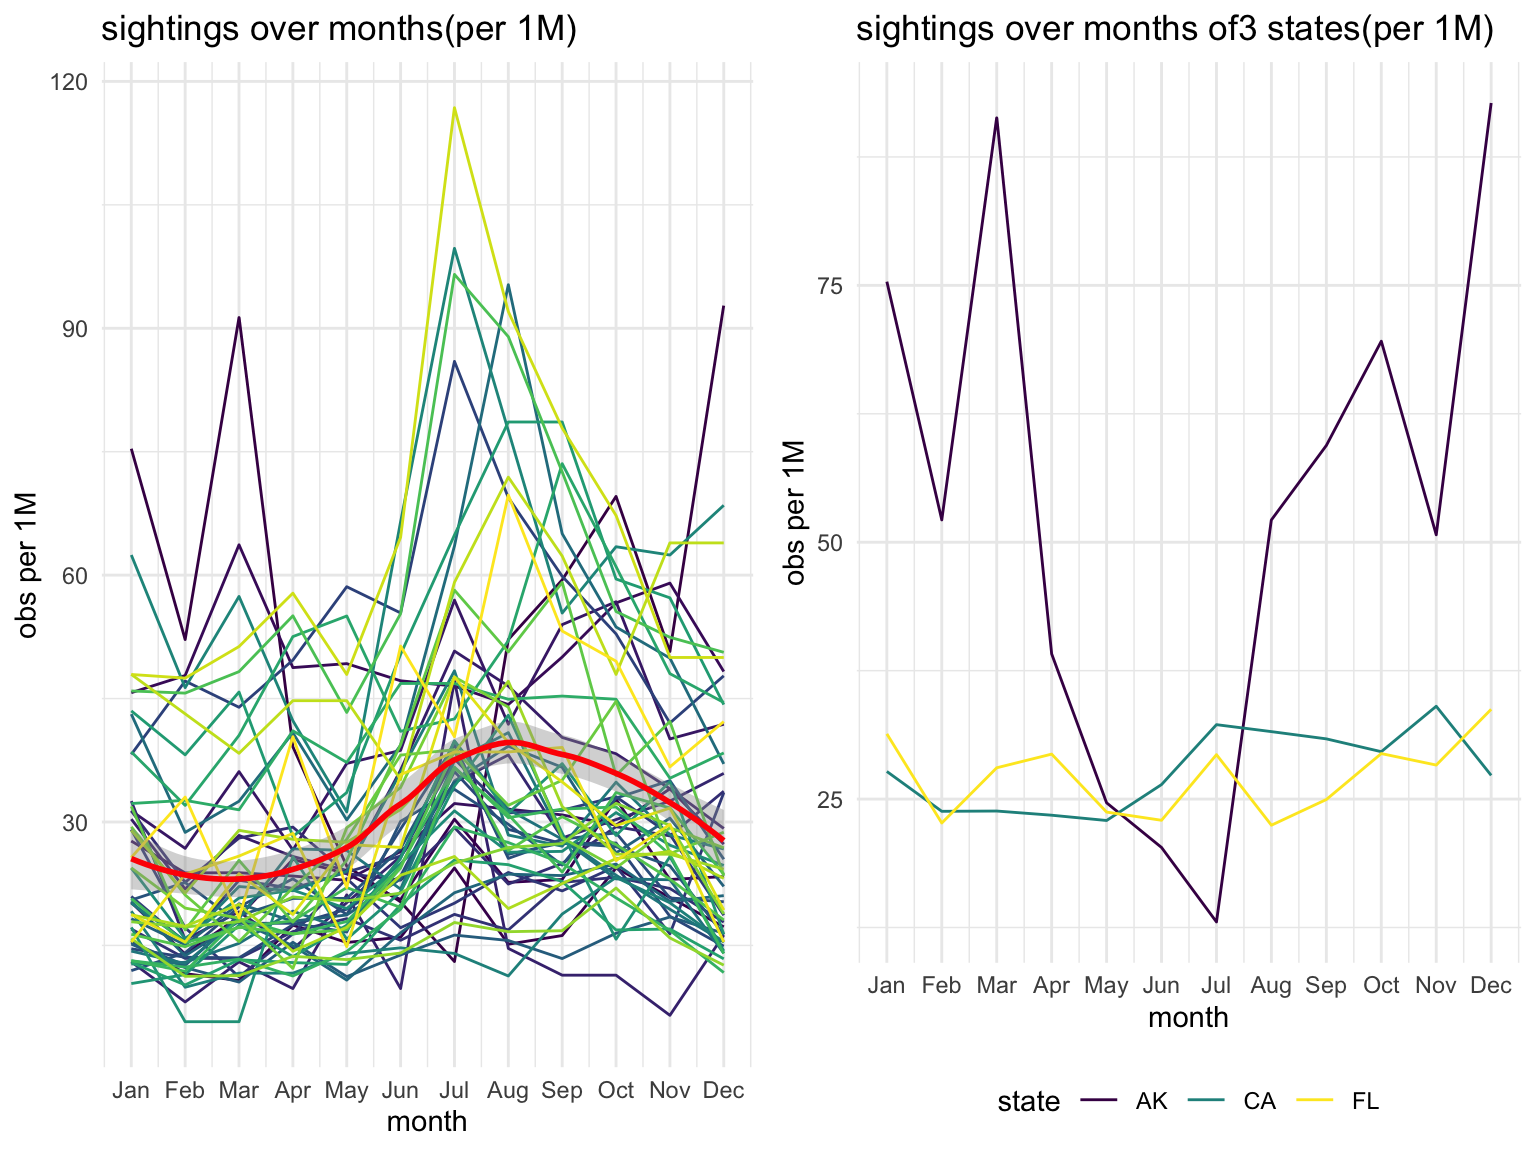 sightings over months(per 1M)
120
90
60
30
obs per 1M
Jan Feb Mar Apr May Jun Jul Aug Sep Oct Nov Dec
month
sightings over months of3 states(per 1M)
75
50
25
obs per 1M
Jan Feb Mar Apr May Jun Jul Aug Sep Oct Nov Dec
month
state AK CA FL